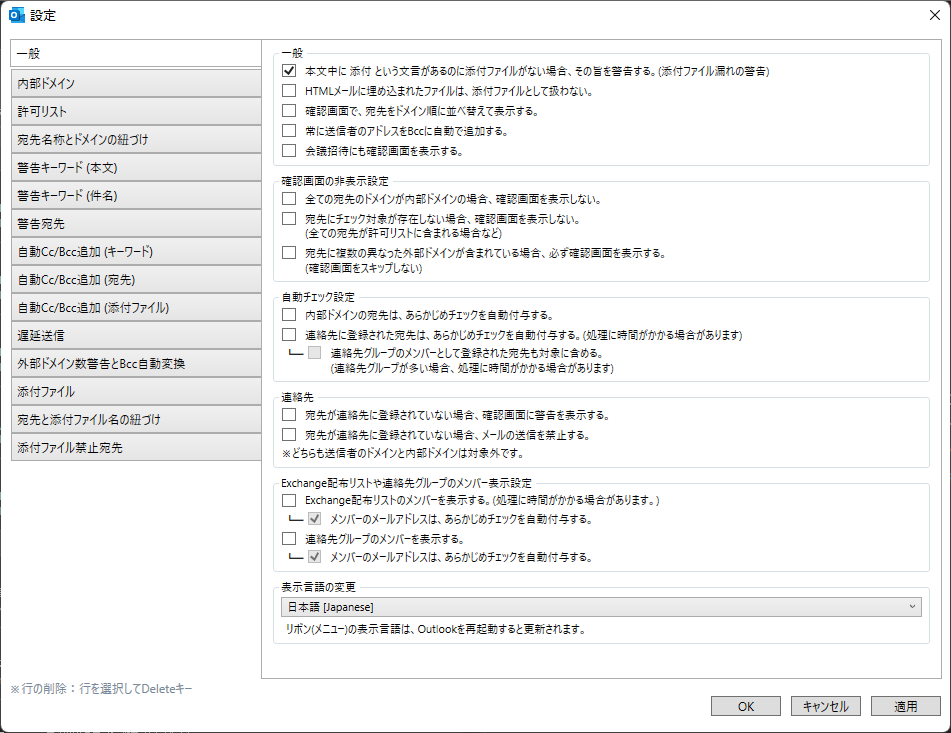 設定
一般
内部ドメイン
許可リスト
宛先名称とドメインの紐づけ
警告キーワード (本文)
警告キーワード (件名)
警告宛先
自動Cc/Bcc追加 (キーワード)
自動Cc/Bcc追加 (宛先)
自動Cc/Bcc追加 (添付ファイル)
遅延送信
外部ドメイン数警告とBcc自動変換
添付ファイル
宛先と添付ファイル名の紐づけ
添付ファイル禁止宛先
※行の削除：行を選択してDeleteキー
一般
本文中に 添付 という文言があるのに添付ファイルがない場合、その旨を警告する。(添付ファイル漏れの警告)
HTMLメールに埋め込まれたファイルは、添付ファイルとして扱わない。
確認画面で、宛先をドメイン順に並べ替えて表示する。
常に送信者のアドレスをBccに自動で追加する。
会議招待にも確認画面を表示する。
確認画面の非表示設定
全ての宛先のドメインが内部ドメインの場合、確認画面を表示しない。
宛先にチェック対象が存在しない場合、確認画面を表示しない。
(全ての宛先が許可リストに含まれる場合など)
宛先に複数の異なった外部ドメインが含まれている場合、必ず確認画面を表示する。
(確認画面をスキップしない)
自動チェック設定
内部ドメインの宛先は、あらかじめチェックを自動付与する。
連絡先に登録された宛先は、あらかじめチェックを自動付与する。(処理に時間がかかる場合があります)
連絡先グループのメンバーとして登録された宛先も対象に含める。
(連絡先グループが多い場合、処理に時間がかかる場合があります)
連絡先
宛先が連絡先に登録されていない場合、確認画面に警告を表示する。
宛先が連絡先に登録されていない場合、メールの送信を禁止する。
※どちらも送信者のドメインと内部ドメインは対象外です。
Exchange配布リストや連絡先グループのメンバー表示設定
Exchange配布リストのメンバーを表示する。(処理に時間がかかる場合があります。)
メンバーのメールアドレスは、あらかじめチェックを自動付与する。
連絡先グループのメンバーを表示する。
メンバーのメールアドレスは、あらかじめチェックを自動付与する。
表示言語の変更
日本語 [Japanese]
リボン(メニュー)の表示言語は、Outlookを再起動すると更新されます。
OK
キャンセル
適用